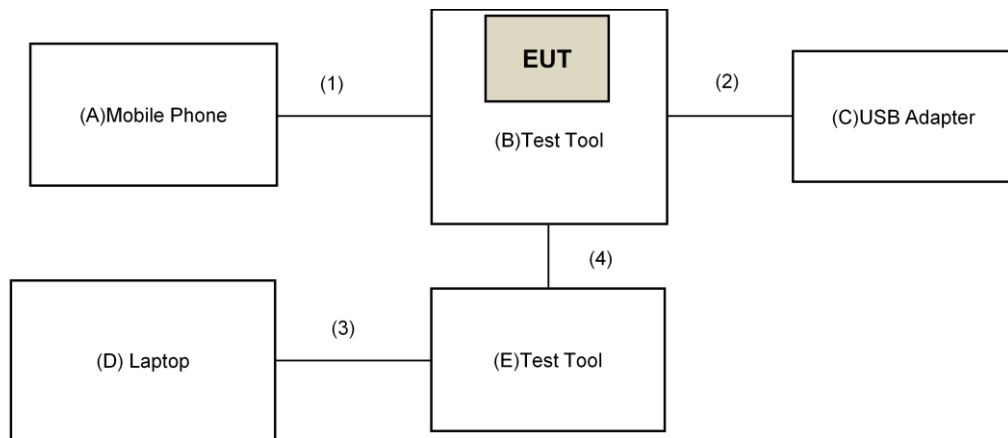 EUT
(1)
(2)
(A)Mobile Phone
(B)Test Tool
(C)USB Adapter
(4)
(3)
(D) Laptop
(E)Test Tool